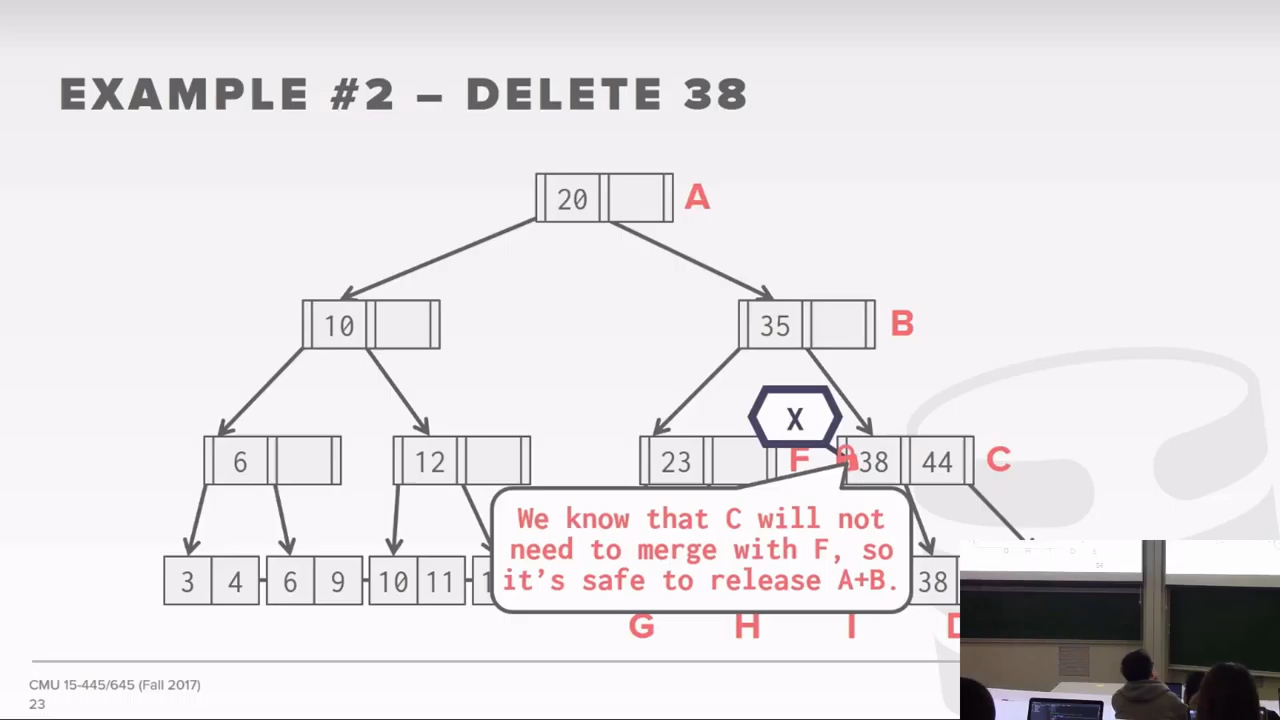 EXAMPLE #2 – DELETE 38
20 A
10 35 B
X
6 12 23 F 38 44 C
We know that C will not
need to merge with F, so
it's safe to release A+B.
3 4 6 9 10 11 38
G H I D
CMU 15-445/645 (Fall 2017)
23